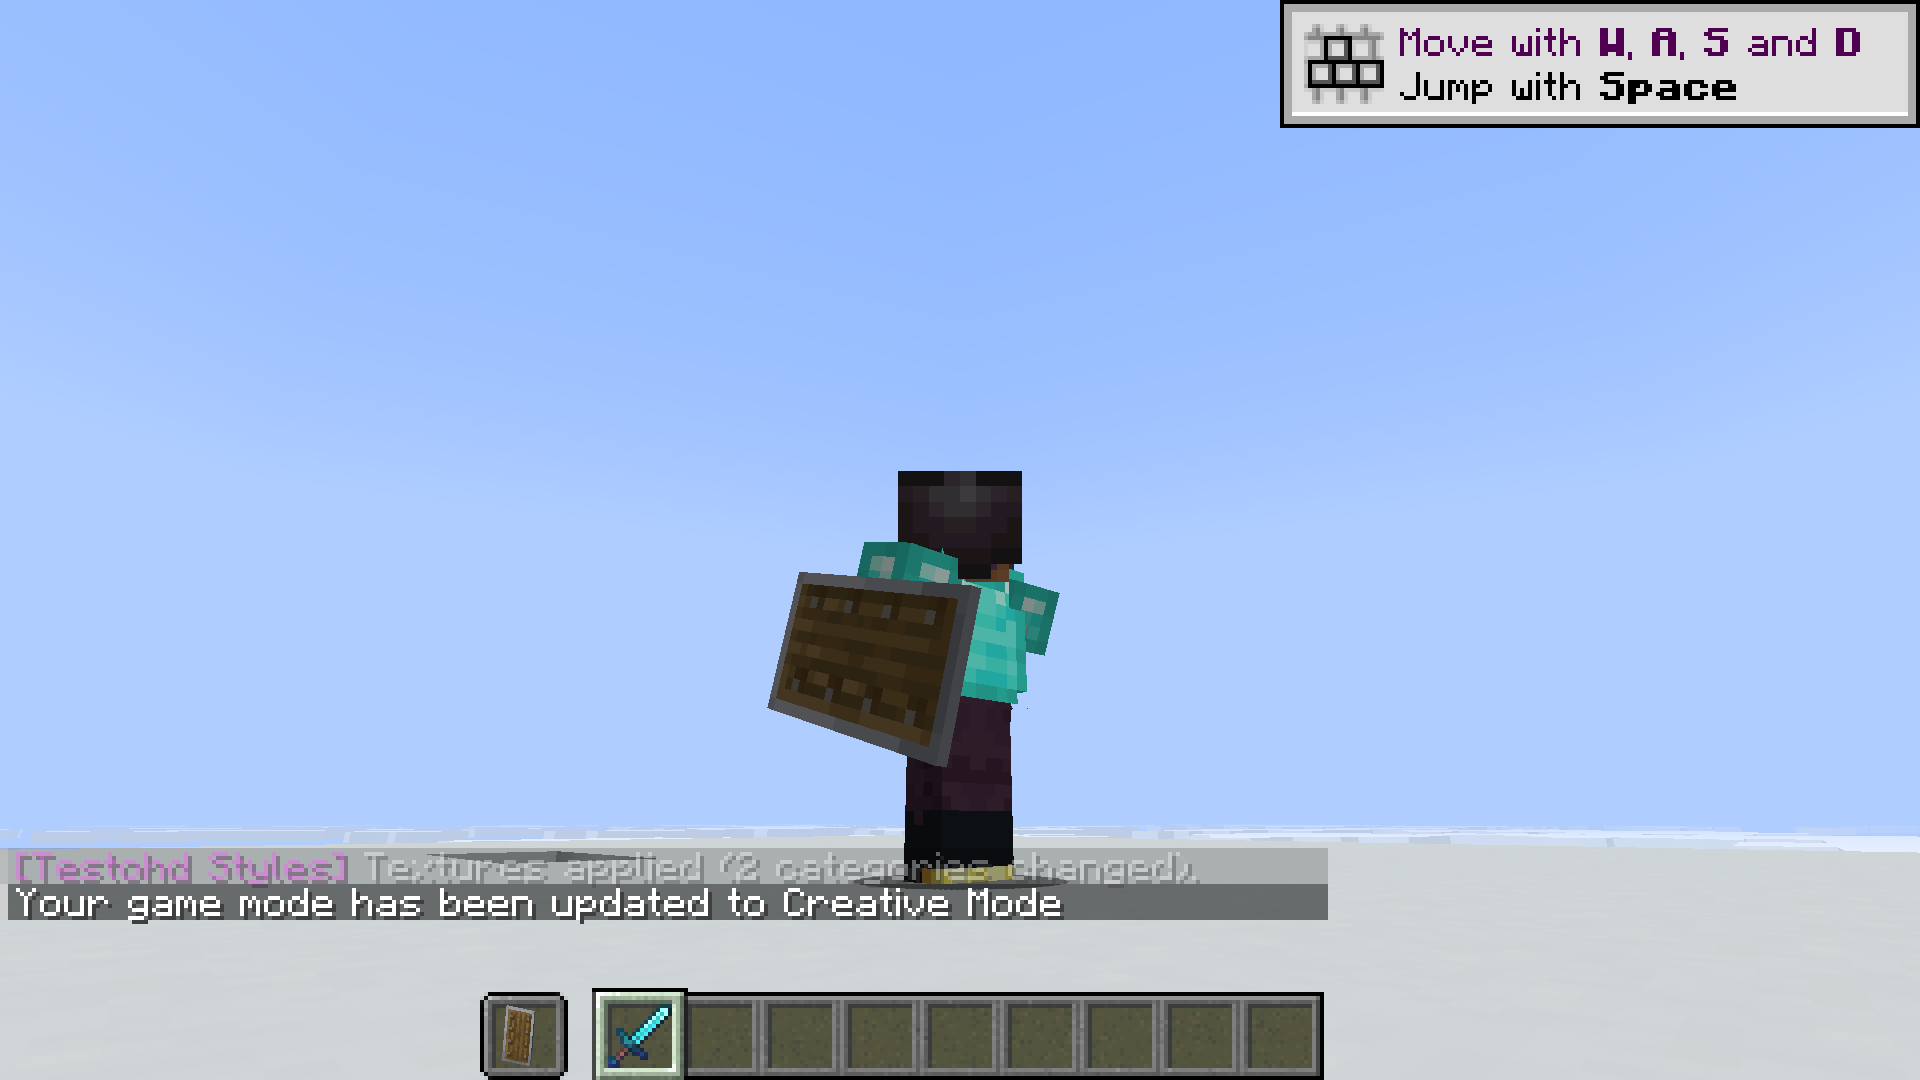 Move with W, A, S and D
Jump with Space
[Testohd Styles] Textures applied (2 categories changed).
Your game mode has been updated to Creative Mode